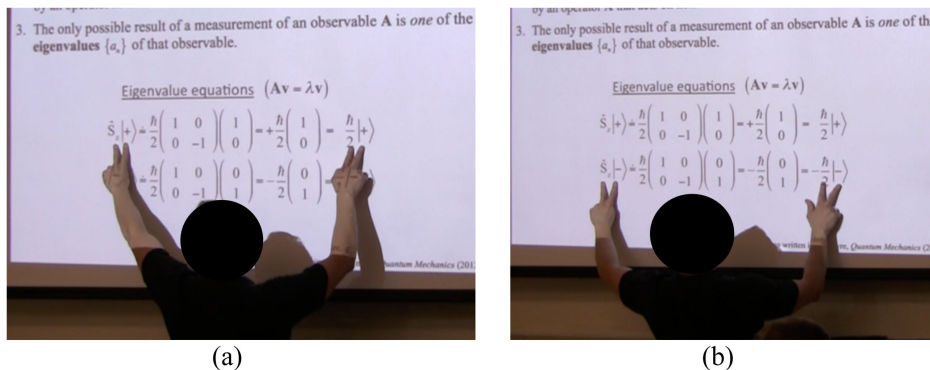 3. The only possible result of a measurement of an observable A is one of the
eigenvalues {aₙ} of that observable.
Eigenvalue equations (Av = λv)
Ŝ_z|+⟩ ≐ ħ/2 ( 1 0 ; 0 −1 )( 1 ; 0 ) = +ħ/2 ( 1 ; 0 ) = ħ/2 |+⟩
≐ ħ/2 ( 1 0 ; 0 −1 )( 0 ; 1 ) = −ħ/2 ( 0 ; 1 ) =
Quantum Mechanics (201
(a)
by an operator A
3. The only possible result of a measurement of an observable A is one of th
eigenvalues {aₙ} of that observable.
Eigenvalue equations (Av = λv)
Ŝ_z|+⟩ ≐ ħ/2 ( 1 0 ; 0 −1 )( 1 ; 0 ) = +ħ/2 ( 1 ; 0 ) = ħ/2 |+⟩
Ŝ_z|−⟩ ≐ ħ/2 ( 1 0 ; 0 −1 )( 0 ; 1 ) = −ħ/2 ( 0 ; 1 ) = −ħ/2 |−⟩
written Quantum Mechanics (2
(b)